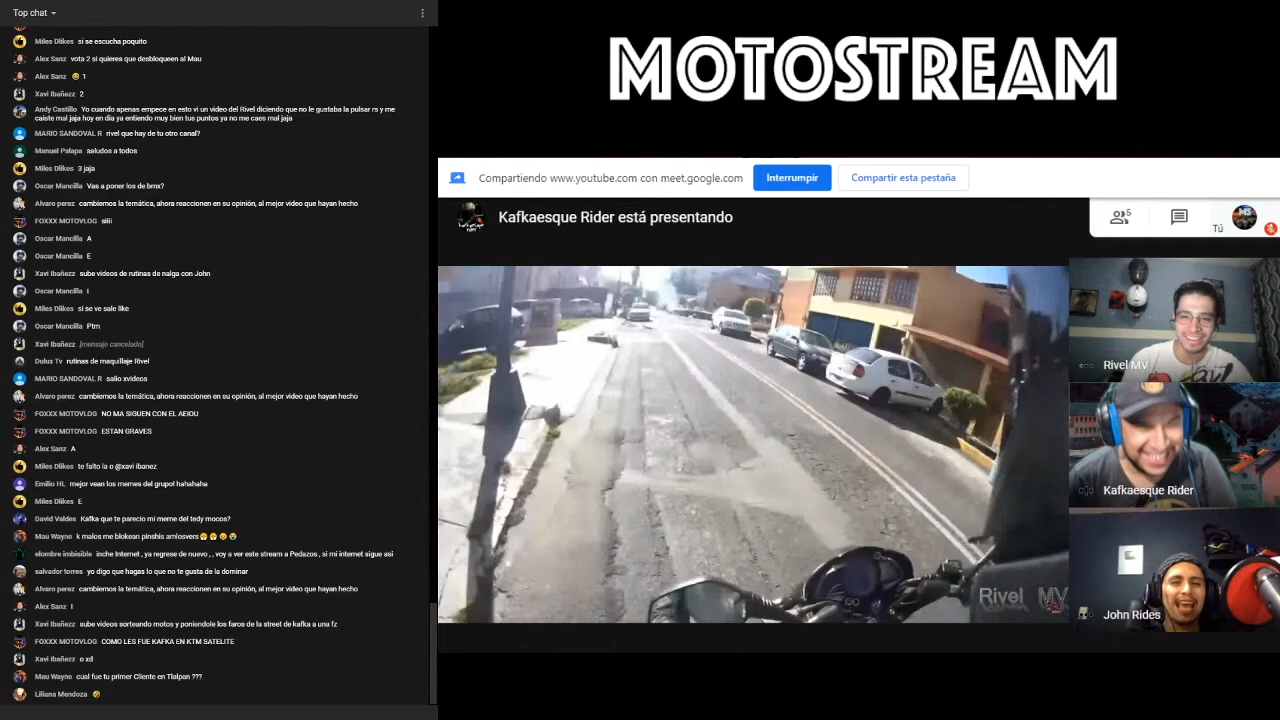 Top chat
Miles Dlikes si se escucha poquito
Alex Sanz vota 2 si quieres que desbloqueen al Mau
Alex Sanz 😆 1
Xavi Ibañezz 2
Andy Castillo Yo cuando apenas empece en esto vi un video del Rivel diciendo que no le gustaba la pulsar rs y me
caiste mal jaja hoy en dia ya entiendo muy bien tus puntos ya no me caes mal jaja
MARIO SANDOVAL R rivel que hay de tu otro canal?
Manuel Palapa saludos a todos
Miles Dlikes 3 jaja
Oscar Mancilla Vas a poner los de bmx?
Alvaro perez cambiemos la temática, ahora reaccionen en su opinión, al mejor video que hayan hecho
FOXXX MOTOVLOG siiii
Oscar Mancilla A
Oscar Mancilla E
Xavi Ibañezz sube videos de rutinas de nalga con John
Oscar Mancilla I
Miles Dlikes si se ve sale like
Oscar Mancilla Ptm
Xavi Ibañezz [mensaje cancelado]
Dulux Tv rutinas de maquillaje Rivel
MARIO SANDOVAL R salio xvideos
Alvaro perez cambiemos la temática, ahora reaccionen en su opinión, al mejor video que hayan hecho
FOXXX MOTOVLOG NO MA SIGUEN CON EL AEIOU
FOXXX MOTOVLOG ESTAN GRAVES
Alex Sanz A
Miles Dlikes te falto la o @xavi ibanez
Emilio HL mejor vean los memes del grupo! hahahaha
Miles Dlikes E
David Valdes Kafka que te parecio mi meme del tedy mocos?
Mau Wayne k malos me blokean pinshis amlosvers
elombre imbisible inche Internet , ya regrese de nuevo , , voy a ver este stream a Pedazos , si mi internet sigue asi
salvador torres yo digo que hagas lo que no te gusta de la dominar
Alvaro perez cambiemos la temática, ahora reaccionen en su opinión, al mejor video que hayan hecho
Alex Sanz I
Xavi Ibañezz sube videos sorteando motos y poniendole los faros de la street de kafka a una fz
FOXXX MOTOVLOG COMO LES FUE KAFKA EN KTM SATELITE
Xavi Ibañezz o xd
Mau Wayne cual fue tu primer Cliente en Tlalpan ???
Liliana Mendoza 🤣
MOTOSTREAM
Compartiendo www.youtube.com con meet.google.com
Interrumpir
Compartir esta pestaña
Kafkaesque Rider está presentando
5
Tú
Rivel MV
Rivel MV
Kafkaesque Rider
John Rides